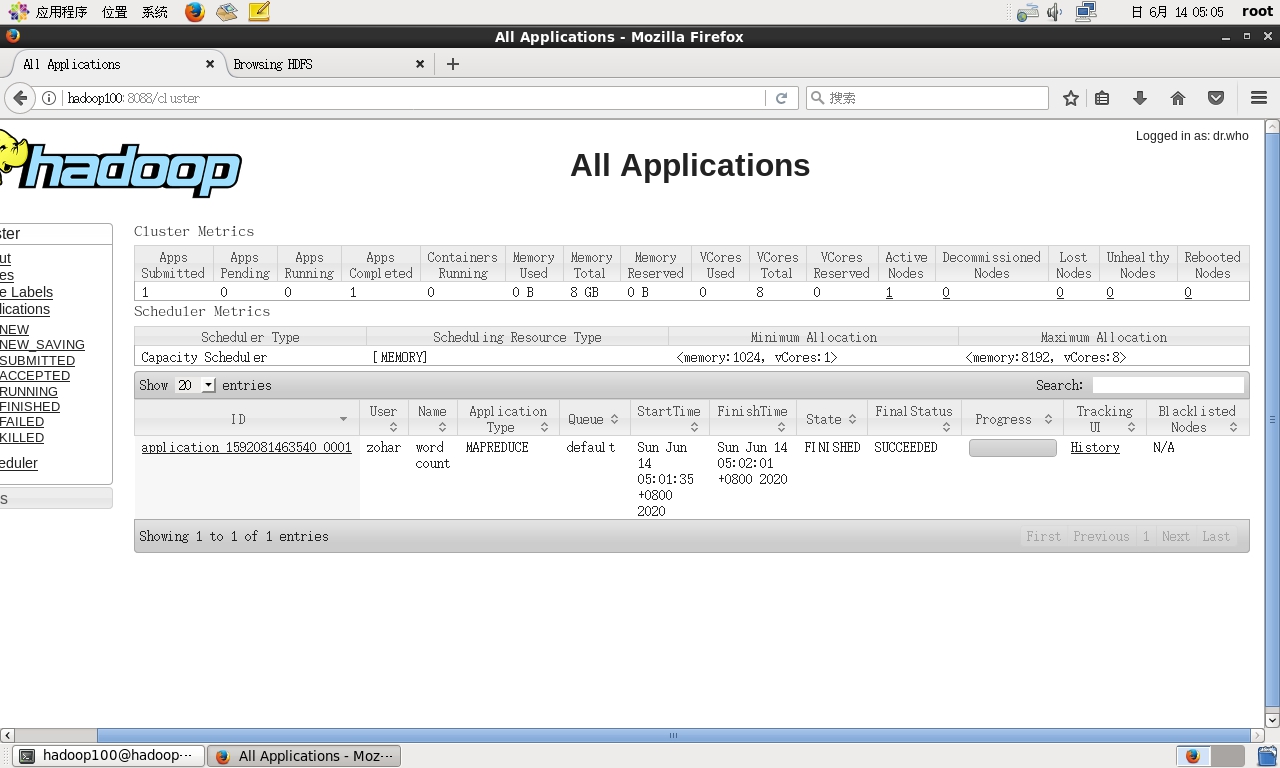 应用程序 位置 系统 日 6月 14 05:05 root
All Applications - Mozilla Firefox
All Applications Browsing HDFS
hadoop100:8088/cluster 搜索
Logged in as: dr.who
hadoop
All Applications
ster
ut
es
e Labels
lications
NEW
NEW_SAVING
SUBMITTED
ACCEPTED
RUNNING
FINISHED
FAILED
KILLED
eduler
s
Cluster Metrics
Apps Submitted Apps Pending Apps Running Apps Completed Containers Running Memory Used Memory Total Memory Reserved VCores Used VCores Total VCores Reserved Active Nodes Decommissioned Nodes Lost Nodes Unhealthy Nodes Rebooted Nodes
1 0 0 1 0 0 B 8 GB 0 B 0 8 0 1 0 0 0 0
Scheduler Metrics
Scheduler Type Scheduling Resource Type Minimum Allocation Maximum Allocation
Capacity Scheduler [MEMORY] <memory:1024, vCores:1> <memory:8192, vCores:8>
Show 20 entries Search:
ID User Name Application Type Queue StartTime FinishTime State FinalStatus Progress Tracking UI Blacklisted Nodes
application_1592081463540_0001 zohar word count MAPREDUCE default Sun Jun 14 05:01:35 +0800 2020 Sun Jun 14 05:02:01 +0800 2020 FINISHED SUCCEEDED History N/A
Showing 1 to 1 of 1 entries First Previous 1 Next Last
hadoop100@hadoop··· All Applications - Moz···